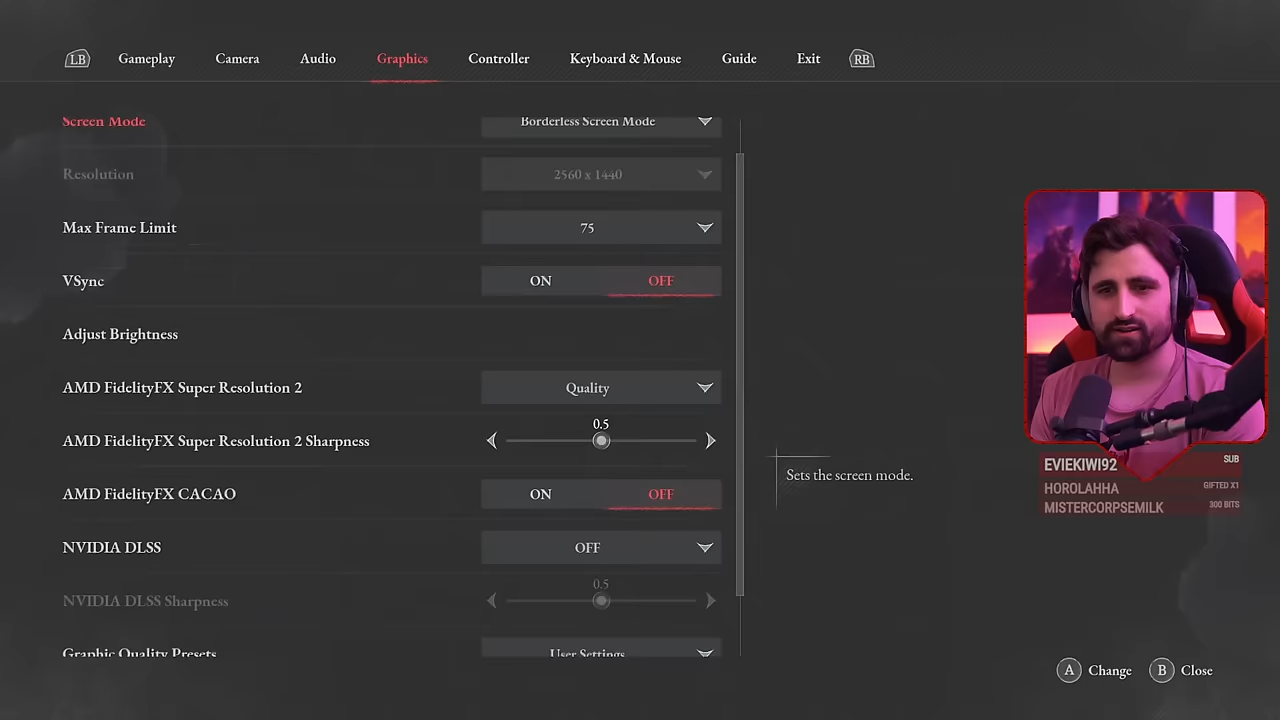 LB Gameplay Camera Audio Graphics Controller Keyboard & Mouse Guide Exit RB
Screen Mode Borderless Screen Mode
Resolution 2560 x 1440
Max Frame Limit 75
VSync ON OFF
Adjust Brightness
AMD FidelityFX Super Resolution 2 Quality
0.5
AMD FidelityFX Super Resolution 2 Sharpness
AMD FidelityFX CACAO ON OFF
NVIDIA DLSS OFF
0.5
NVIDIA DLSS Sharpness
Graphic Quality Presets User Settings
Sets the screen mode.
EVIEKIWI92 SUB
HOROLAHHA GIFTED X1
MISTERCORPSEMILK 300 BITS
A Change B Close